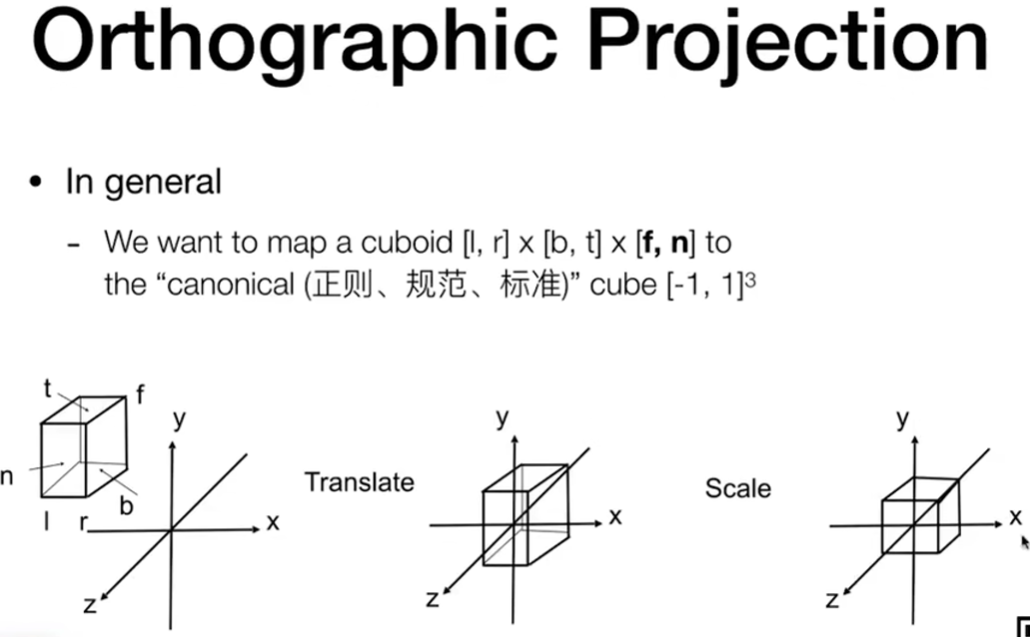 Orthographic Projection
• In general
- We want to map a cuboid [l, r] x [b, t] x [f, n] to
the “canonical (正则、规范、标准)” cube [-1, 1]³
t
f
y
n
b
l
r
x
z
Translate
y
x
z
Scale
y
x
z